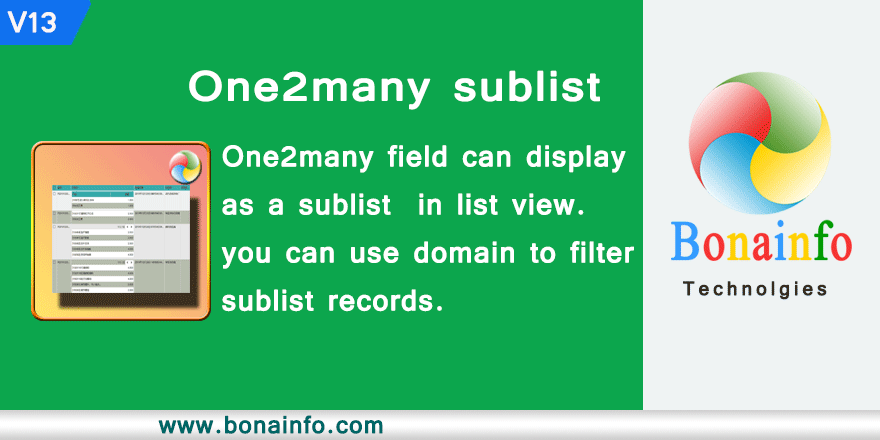 V13
One2many sublist
One2many field can display
as a sublist in list view.
you can use domain to filter
sublist records.
Bonainfo
Technolgies
www.bonainfo.com